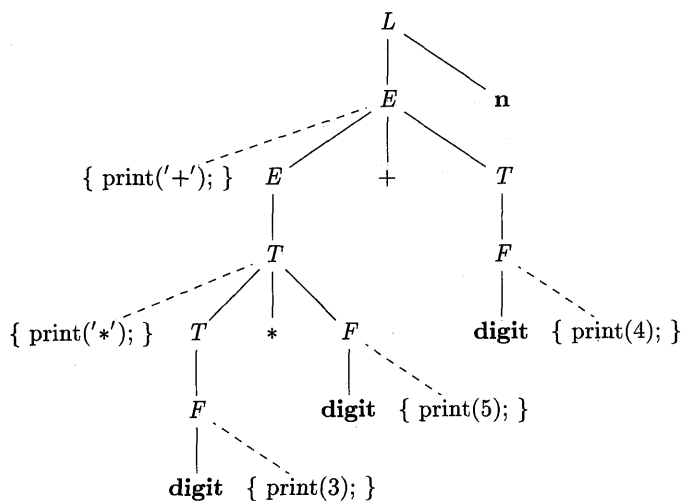 L
E n
{ print('+'); } E + T
T F
{ print('*'); } T * F digit { print(4); }
F digit { print(5); }
digit { print(3); }